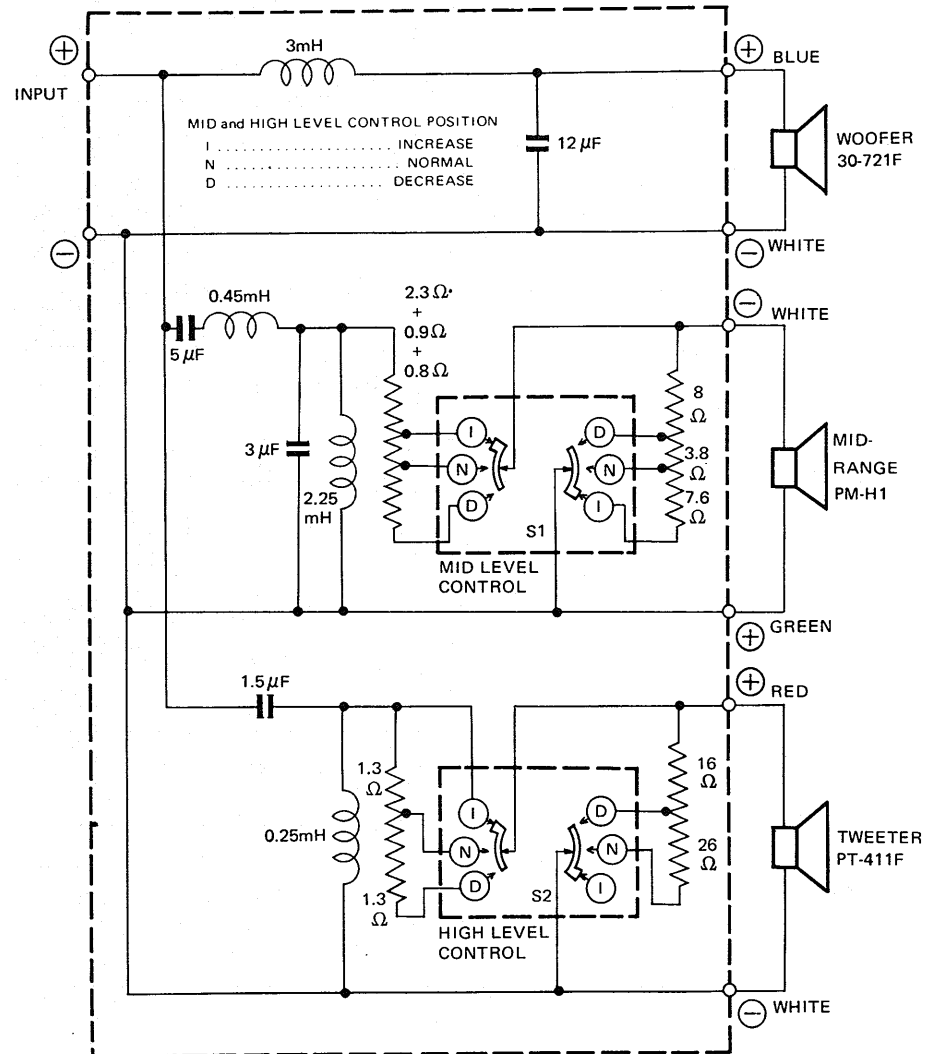 3mH
⊕
INPUT
⊕ BLUE
MID and HIGH LEVEL CONTROL POSITION
I ..................... INCREASE
N ..................... NORMAL
D ................... DECREASE
12 μF
WOOFER
30-721F
⊖
⊖ WHITE
0.45mH
5 μF
2.3 Ω
+
0.9Ω
+
0.8Ω
⊖
WHITE
3 μF
2.25
mH
I
N
D
D
N
I
S1
8
Ω
3.8
Ω
7.6
Ω
MID-
RANGE
PM-H1
MID LEVEL
CONTROL
⊕ GREEN
1.5 μF
⊕ RED
0.25mH
1.3
Ω
1.3
Ω
I
N
D
D
N
I
S2
16
Ω
26
Ω
TWEETER
PT-411F
HIGH LEVEL
CONTROL
⊖ WHITE